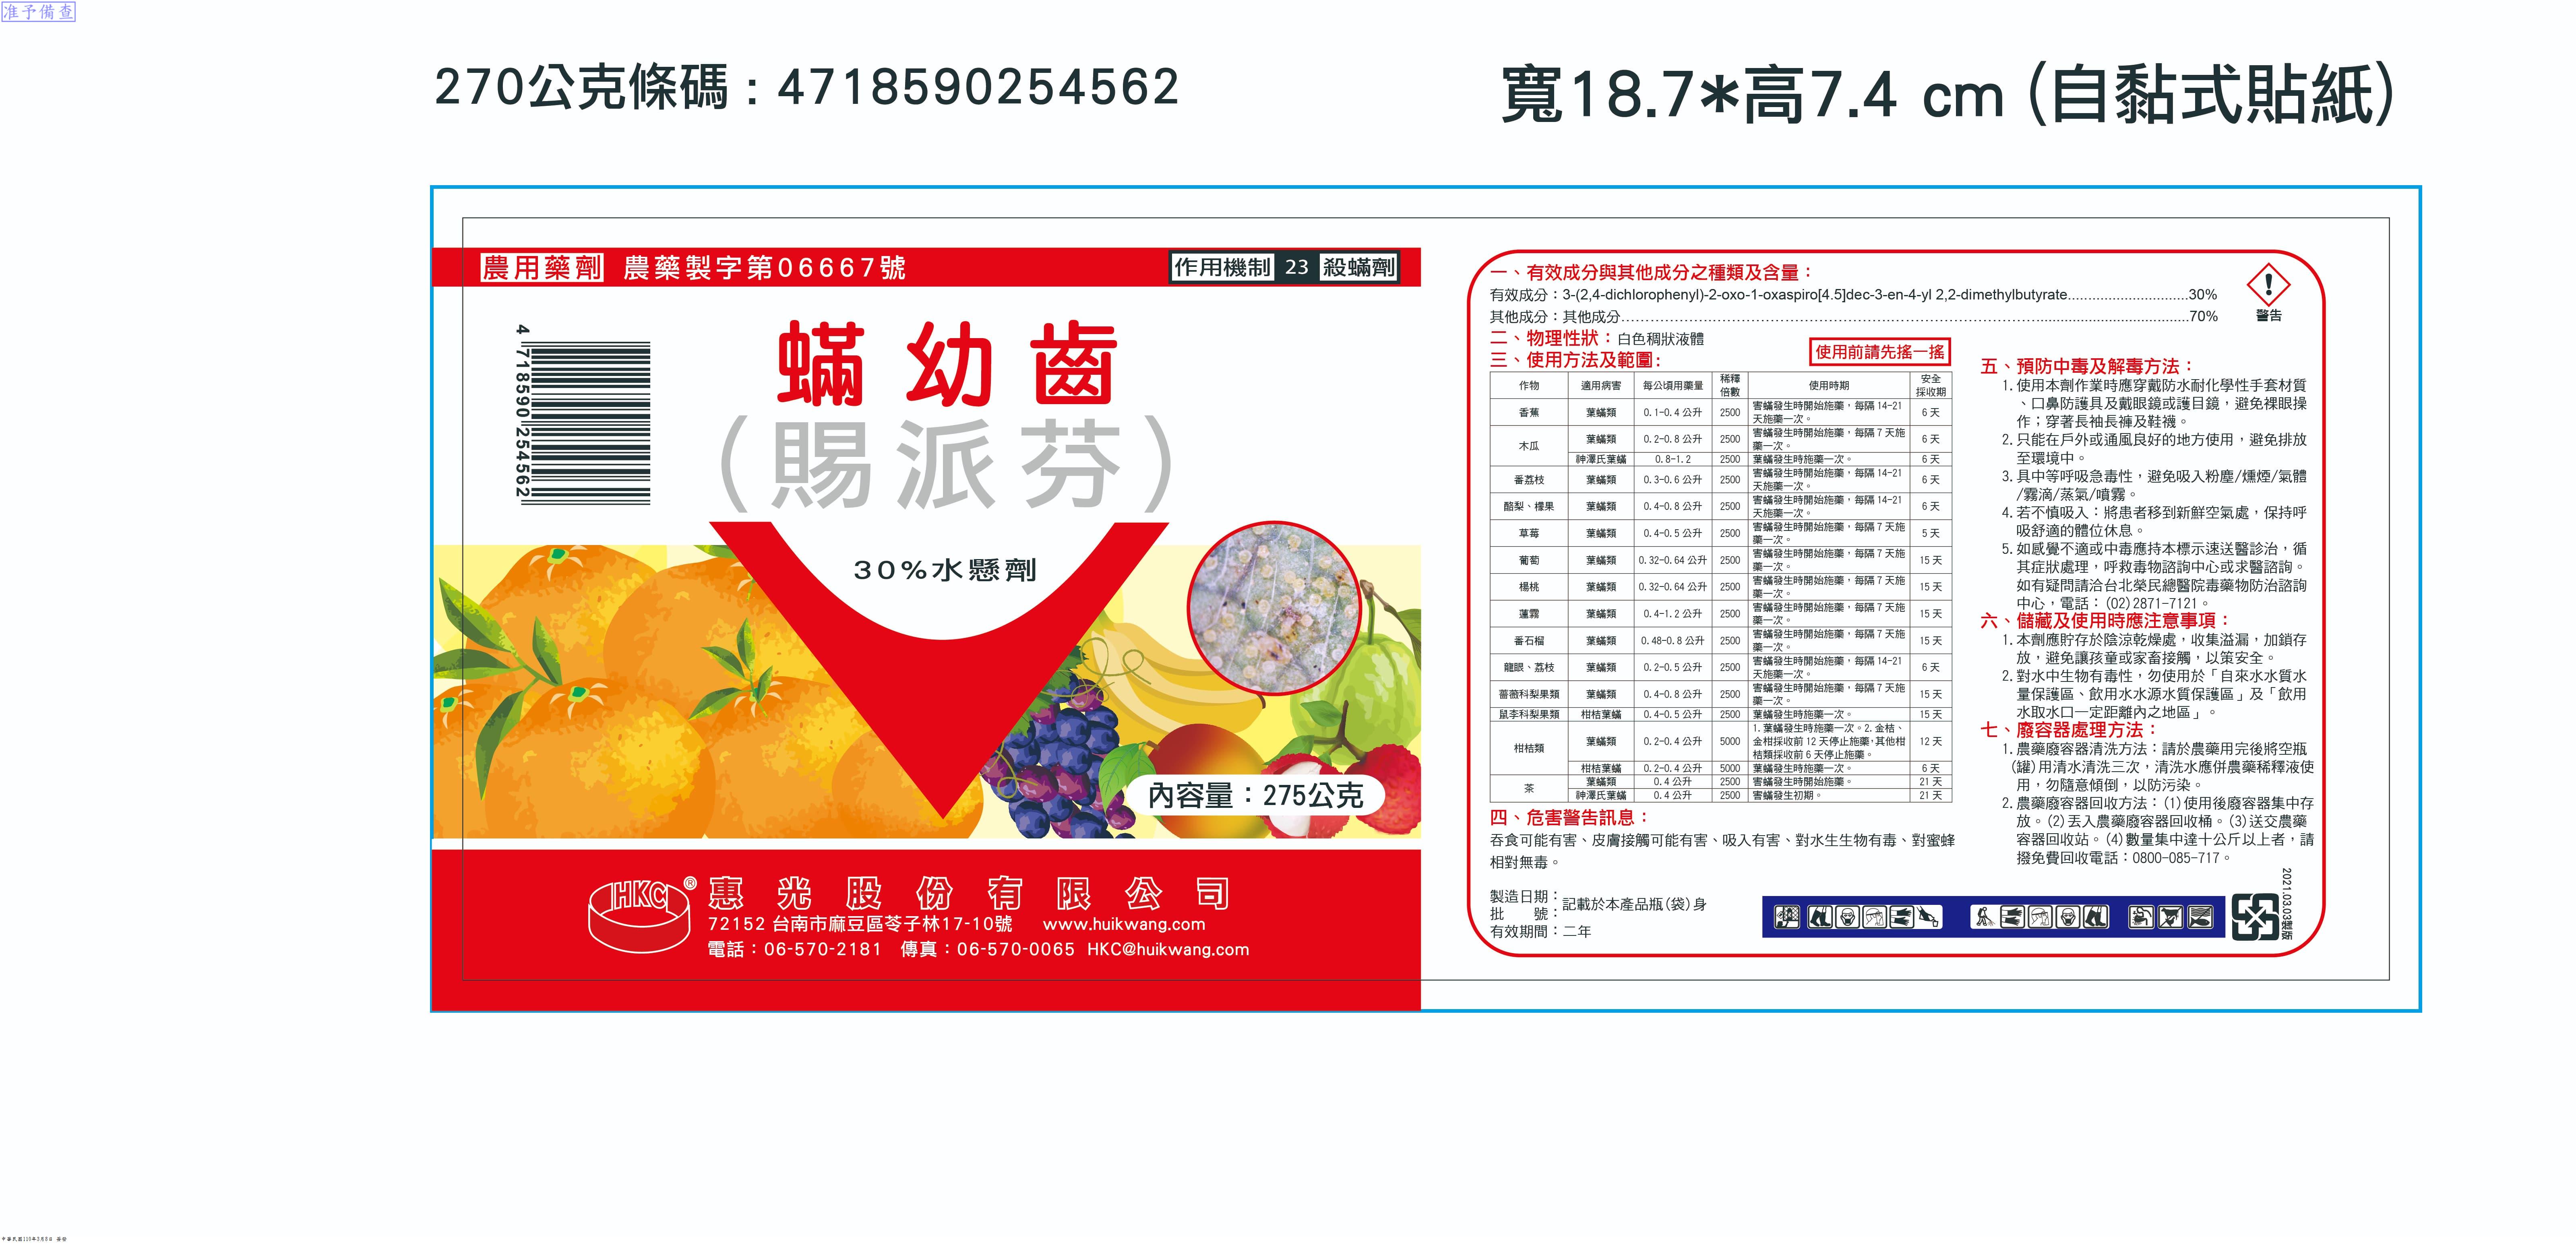 准予備查
270公克條碼：4718590254562
寬18.7*高7.4 cm (自黏式貼紙)
農用藥劑 農藥製字第06667號
作用機制 23 殺蟎劑
4 718590 254562
蟎幼齒
(賜派芬)
30%水懸劑
內容量：275公克
HKC ®
惠光股份有限公司
72152 台南市麻豆區苓子林17-10號 www.huikwang.com
電話：06-570-2181 傳真：06-570-0065 HKC@huikwang.com
一、有效成分與其他成分之種類及含量：
有效成分：3-(2,4-dichlorophenyl)-2-oxo-1-oxaspiro[4.5]dec-3-en-4-yl 2,2-dimethylbutyrate..............................30%
其他成分：其他成分..............................70%
警告
二、物理性狀：白色稠狀液體
三、使用方法及範圍：
使用前請先搖一搖
作物 適用病害 每公頃用藥量 稀釋倍數 使用時期 安全採收期
香蕉 葉蟎類 0.1-0.4 公升 2500 害蟎發生時開始施藥，每隔 14-21 天施藥一次。 6 天
木瓜 葉蟎類 0.2-0.8 公升 2500 害蟎發生時開始施藥，每隔 7 天施藥一次。 6 天
神澤氏葉蟎 0.8-1.2 2500 葉蟎發生時施藥一次。 6 天
番荔枝 葉蟎類 0.3-0.6 公升 2500 害蟎發生時開始施藥，每隔 14-21 天施藥一次。 6 天
酪梨、檬果 葉蟎類 0.4-0.8 公升 2500 害蟎發生時開始施藥，每隔 14-21 天施藥一次。 6 天
草莓 葉蟎類 0.4-0.5 公升 2500 害蟎發生時開始施藥，每隔 7 天施藥一次。 5 天
葡萄 葉蟎類 0.32-0.64 公升 2500 害蟎發生時開始施藥，每隔 7 天施藥一次。 15 天
楊桃 葉蟎類 0.32-0.64 公升 2500 害蟎發生時開始施藥，每隔 7 天施藥一次。 15 天
蓮霧 葉蟎類 0.4-1.2 公升 2500 害蟎發生時開始施藥，每隔 7 天施藥一次。 15 天
番石榴 葉蟎類 0.48-0.8 公升 2500 害蟎發生時開始施藥，每隔 7 天施藥一次。 15 天
龍眼、荔枝 葉蟎類 0.2-0.5 公升 2500 害蟎發生時開始施藥，每隔 14-21 天施藥一次。 6 天
薔薇科梨果類 葉蟎類 0.4-0.8 公升 2500 害蟎發生時開始施藥，每隔 7 天施藥一次。 15 天
鼠李科梨果類 柑桔葉蟎 0.4-0.5 公升 2500 葉蟎發生時施藥一次。 15 天
柑桔類 葉蟎類 0.2-0.4 公升 5000 1.葉蟎發生時施藥一次。2.金桔、金柑採收前 12 天停止施藥，其他柑桔類採收前 6 天停止施藥。 12 天
柑桔葉蟎 0.2-0.4 公升 5000 葉蟎發生時施藥一次。 6 天
茶 葉蟎類 0.4 公升 2500 害蟎發生時開始施藥。 21 天
神澤氏葉蟎 0.4 公升 2500 害蟎發生初期。 21 天
四、危害警告訊息：
吞食可能有害、皮膚接觸可能有害、吸入有害、對水生生物有毒、對蜜蜂
相對無毒。
製造日期：
批 號：
記載於本產品瓶(袋)身
有效期間：二年
五、預防中毒及解毒方法：
1.使用本劑作業時應穿戴防水耐化學性手套材質
、口鼻防護具及戴眼鏡或護目鏡，避免裸眼操
作；穿著長袖長褲及鞋襪。
2.只能在戶外或通風良好的地方使用，避免排放
至環境中。
3.具中等呼吸急毒性，避免吸入粉塵/燻煙/氣體
/霧滴/蒸氣/噴霧。
4.若不慎吸入：將患者移到新鮮空氣處，保持呼
吸舒適的體位休息。
5.如感覺不適或中毒應持本標示速送醫診治，循
其症狀處理，呼救毒物諮詢中心或求醫諮詢。
如有疑問請洽台北榮民總醫院毒藥物防治諮詢
中心，電話：(02)2871-7121。
六、儲藏及使用時應注意事項：
1.本劑應貯存於陰涼乾燥處，收集溢漏，加鎖存
放，避免讓孩童或家畜接觸，以策安全。
2.對水中生物有毒性，勿使用於「自來水水質水
量保護區、飲用水水源水質保護區」及「飲用
水取水口一定距離內之地區」。
七、廢容器處理方法：
1.農藥廢容器清洗方法：請於農藥用完後將空瓶
(罐)用清水清洗三次，清洗水應併農藥稀釋液使
用，勿隨意傾倒，以防污染。
2.農藥廢容器回收方法：(1)使用後廢容器集中存
放。(2)丟入農藥廢容器回收桶。(3)送交農藥
容器回收站。(4)數量集中達十公斤以上者，請
撥免費回收電話：0800-085-717。
2021.03.03製版